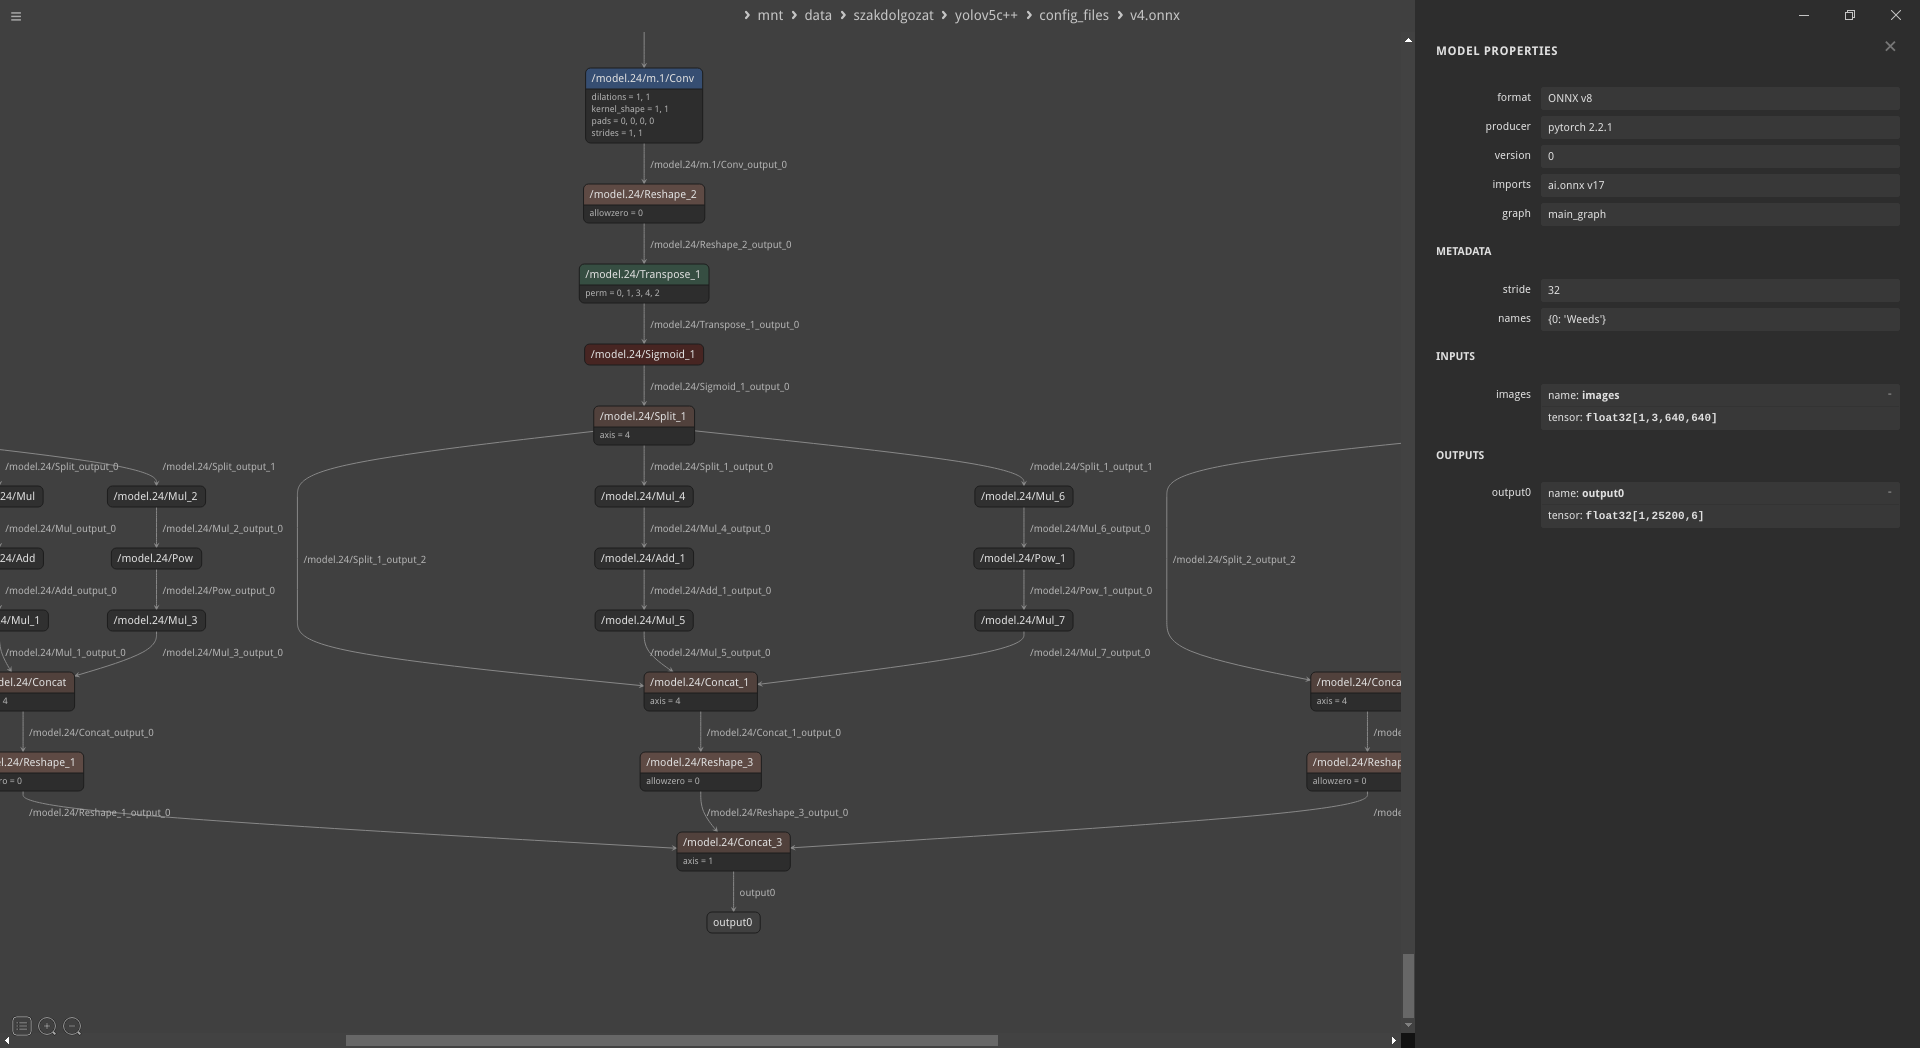 mnt › data › szakdolgozat › yolov5c++ › config_files › v4.onnx
/model.24/m.1/Conv
dilations = 1, 1
kernel_shape = 1, 1
pads = 0, 0, 0, 0
strides = 1, 1
/model.24/m.1/Conv_output_0
/model.24/Reshape_2
allowzero = 0
/model.24/Reshape_2_output_0
/model.24/Transpose_1
perm = 0, 1, 3, 4, 2
/model.24/Transpose_1_output_0
/model.24/Sigmoid_1
/model.24/Sigmoid_1_output_0
/model.24/Split_1
axis = 4
/model.24/Split_output_0 /model.24/Split_output_1 /model.24/Split_1_output_0 /model.24/Split_1_output_1
24/Mul /model.24/Mul_2 /model.24/Mul_4 /model.24/Mul_6
/model.24/Mul_output_0 /model.24/Mul_2_output_0 /model.24/Mul_4_output_0 /model.24/Mul_6_output_0
24/Add /model.24/Pow /model.24/Split_1_output_2 /model.24/Add_1 /model.24/Pow_1 /model.24/Split_2_output_2
/model.24/Add_output_0 /model.24/Pow_output_0 /model.24/Add_1_output_0 /model.24/Pow_1_output_0
4/Mul_1 /model.24/Mul_3 /model.24/Mul_5 /model.24/Mul_7
/model.24/Mul_1_output_0 /model.24/Mul_3_output_0 /model.24/Mul_5_output_0 /model.24/Mul_7_output_0
del.24/Concat /model.24/Concat_1 /model.24/Conca
4 axis = 4 axis = 4
/model.24/Concat_output_0 /model.24/Concat_1_output_0 /mode
l.24/Reshape_1 /model.24/Reshape_3 /model.24/Reshap
ro = 0 allowzero = 0 allowzero = 0
/model.24/Reshape_1_output_0 /model.24/Reshape_3_output_0 /mode
/model.24/Concat_3
axis = 1
output0
output0
MODEL PROPERTIES
format ONNX v8
producer pytorch 2.2.1
version 0
imports ai.onnx v17
graph main_graph
METADATA
stride 32
names {0: 'Weeds'}
INPUTS
images name: images
tensor: float32[1,3,640,640]
OUTPUTS
output0 name: output0
tensor: float32[1,25200,6]